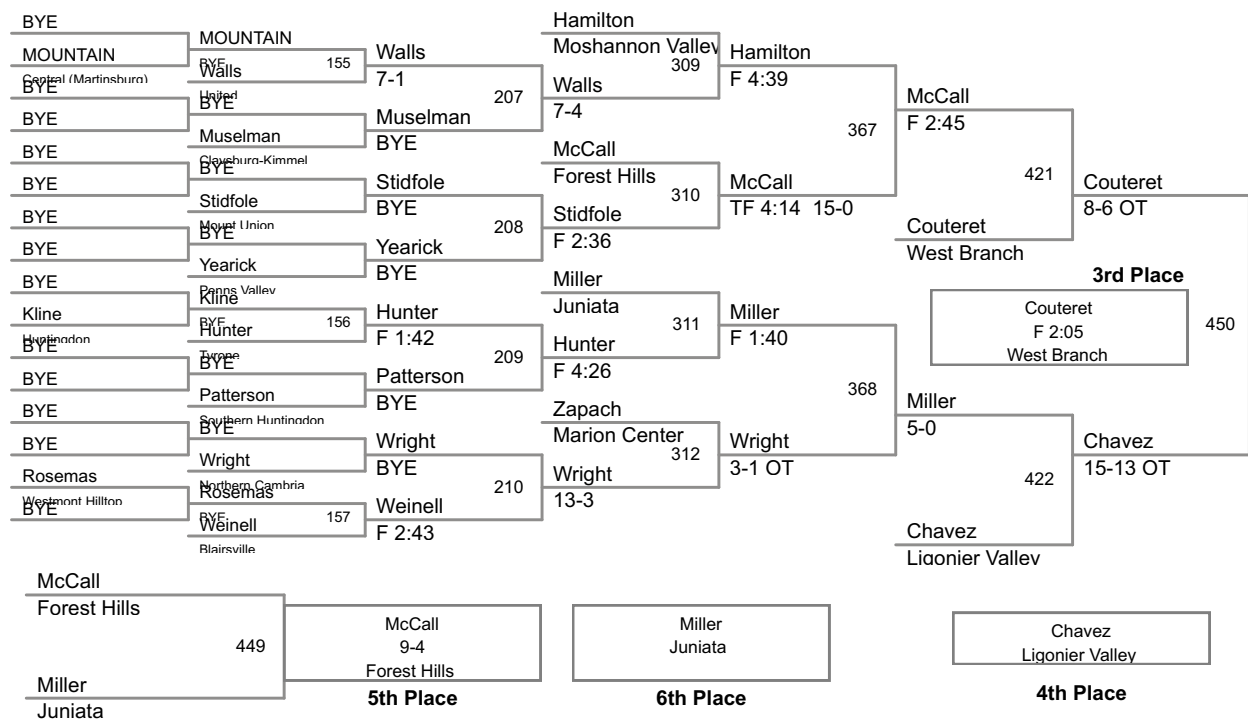 BYE
MOUNTAIN
Central (Martinsburg)
BYE
BYE
BYE
BYE
BYE
BYE
BYE
Kline
Huntingdon
BYE
BYE
BYE
BYE
Rosemas
Westmont Hilltop
BYE
MOUNTAIN
BYE
155
Walls
United
BYE
Muselman
Claysburg-Kimmel
BYE
Stidfole
Mount Union
BYE
Yearick
Penns Valley
Kline
BYE
156
Hunter
Tyrone
BYE
Patterson
Southern Huntingdon
BYE
Wright
Northern Cambria
Rosemas
BYE
157
Weinell
Blairsville
Walls
7-1
207
Muselman
BYE
Stidfole
BYE
208
Yearick
BYE
Hunter
F 1:42
209
Patterson
BYE
Wright
BYE
210
Weinell
F 2:43
Hamilton
Moshannon Valley
309
Walls
7-4
McCall
Forest Hills
310
Stidfole
F 2:36
Miller
Juniata
311
Hunter
F 4:26
Zapach
Marion Center
312
Wright
13-3
Hamilton
F 4:39
367
McCall
TF 4:14 15-0
Miller
F 1:40
368
Wright
3-1 OT
McCall
F 2:45
421
Couteret
West Branch
Miller
5-0
422
Chavez
Ligonier Valley
Couteret
8-6 OT
3rd Place
Couteret
F 2:05
West Branch
450
Chavez
15-13 OT
McCall
Forest Hills
449
Miller
Juniata
McCall
9-4
Forest Hills
5th Place
Miller
Juniata
6th Place
Chavez
Ligonier Valley
4th Place